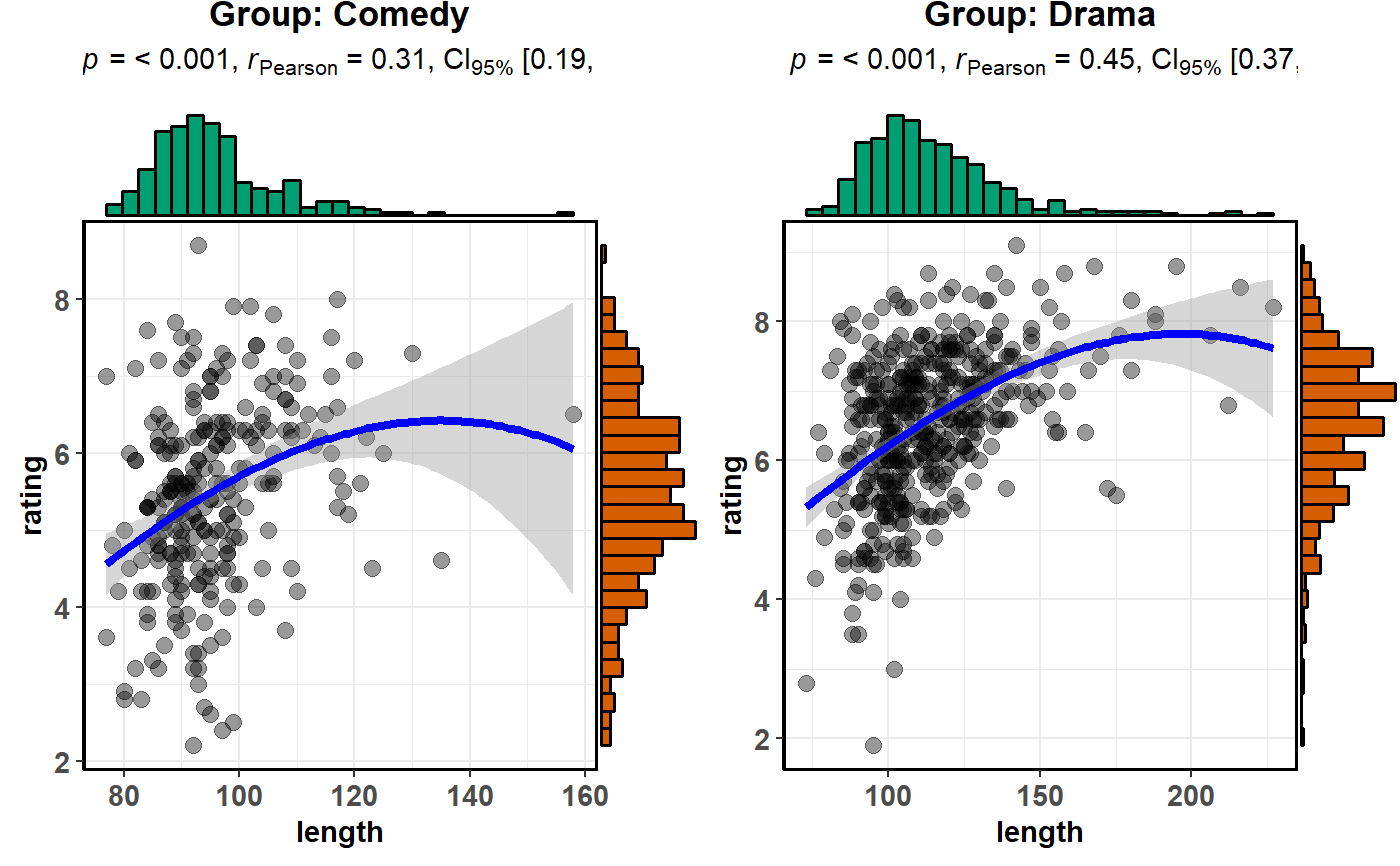 Group: Comedy
p = < 0.001, rPearson = 0.31, CI95% [0.19,
8
6
4
2
rating
80 100 120 140 160
length
Group: Drama
p = < 0.001, rPearson = 0.45, CI95% [0.37,
8
6
4
2
rating
100 150 200
length